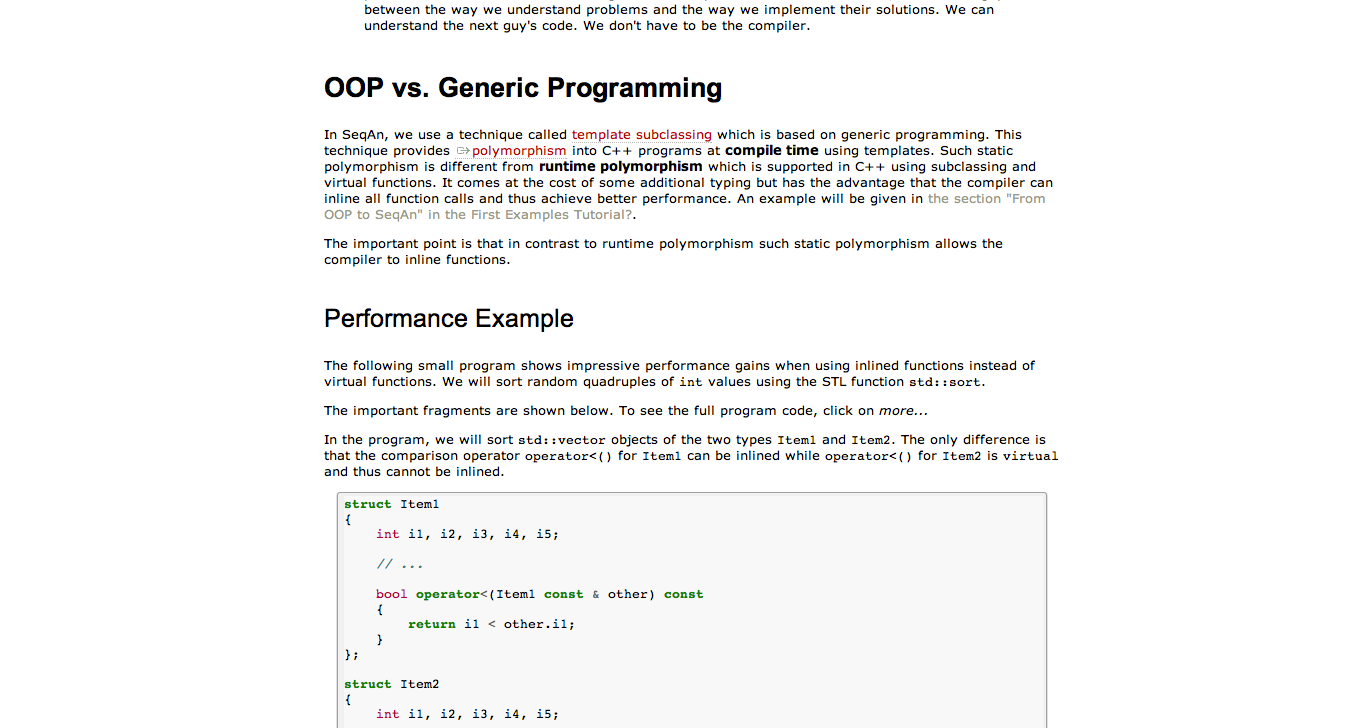 between the way we understand problems and the way we implement their solutions. We can
understand the next guy's code. We don't have to be the compiler.
OOP vs. Generic Programming
In SeqAn, we use a technique called template subclassing which is based on generic programming. This
technique provides polymorphism into C++ programs at compile time using templates. Such static
polymorphism is different from runtime polymorphism which is supported in C++ using subclassing and
virtual functions. It comes at the cost of some additional typing but has the advantage that the compiler can
inline all function calls and thus achieve better performance. An example will be given in the section "From
OOP to SeqAn" in the First Examples Tutorial?.
The important point is that in contrast to runtime polymorphism such static polymorphism allows the
compiler to inline functions.
Performance Example
The following small program shows impressive performance gains when using inlined functions instead of
virtual functions. We will sort random quadruples of int values using the STL function std::sort.
The important fragments are shown below. To see the full program code, click on more...
In the program, we will sort std::vector objects of the two types Item1 and Item2. The only difference is
that the comparison operator operator<() for Item1 can be inlined while operator<() for Item2 is virtual
and thus cannot be inlined.
struct Item1
{
    int i1, i2, i3, i4, i5;
    // ...
    bool operator<(Item1 const & other) const
    {
        return i1 < other.i1;
    }
};
struct Item2
{
    int i1, i2, i3, i4, i5;